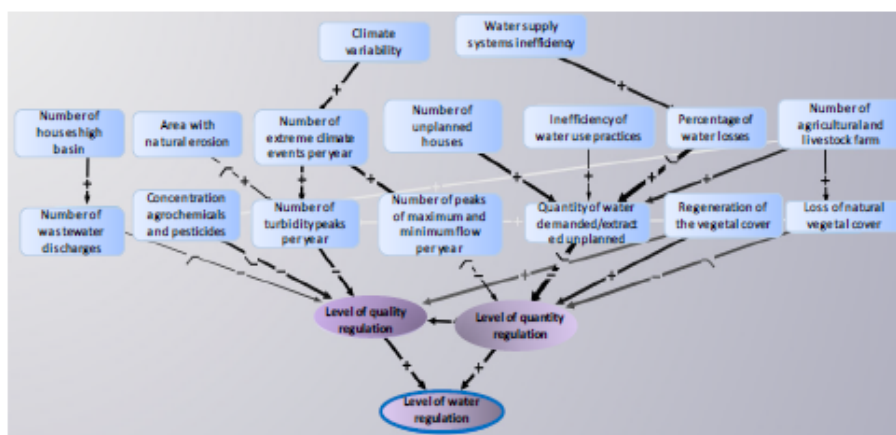 Climate
variability
Water supply
systems inefficiency
Number of
houses high
basin
Area with
natural erosion
Number of
extreme climate
events per year
Number of
unplanned
houses
Inefficiency of
water use practices
Percentage of
water losses
Number of
agricultural and
livestock farm
Number of
wastewater
discharges
Concentration
agrochemicals
and pesticides
Number of
turbidity peaks
per year
Number of peaks
of maximum and
minimum flow
per year
Quantity of water
demanded/extract
ed unplanned
Regeneration of
the vegetal cover
Loss of natural
vegetal cover
Level of quality
regulation
Level of quantity
regulation
Level of water
regulation